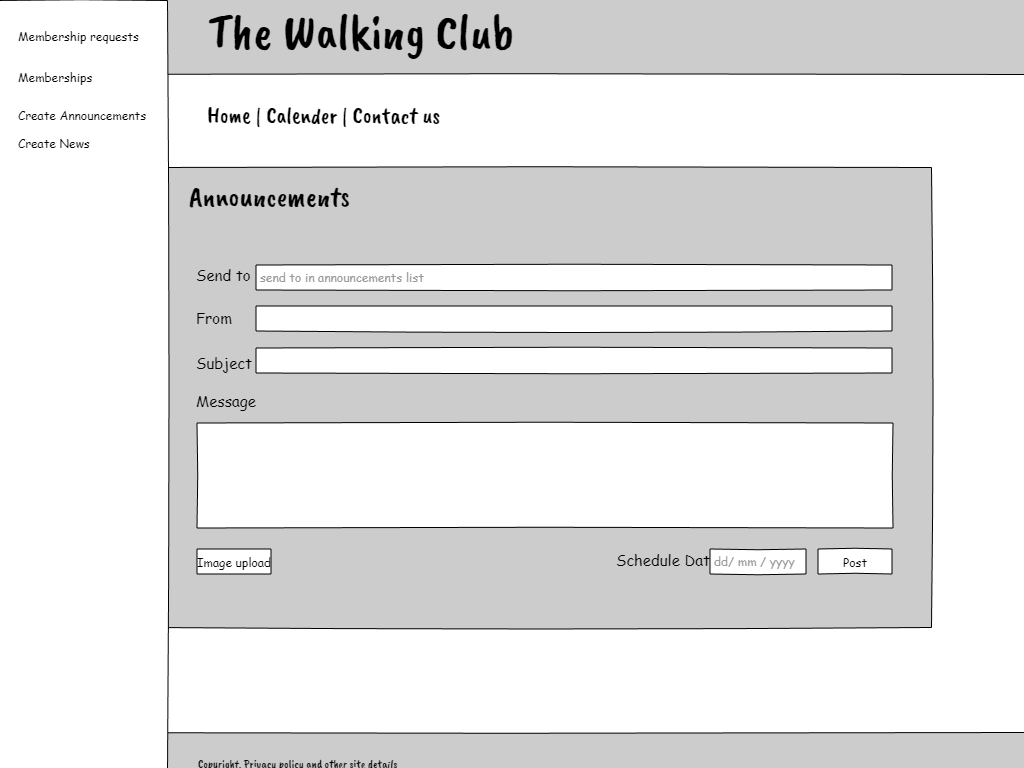 Membership requests
Memberships
Create Announcements
Create News
The Walking Club
Home | Calender | Contact us
Announcements
Send to send to in announcements list
From
Subject
Message
Image upload
Schedule Dat dd/ mm / yyyy Post
Copyright, Privacy policy and other site details